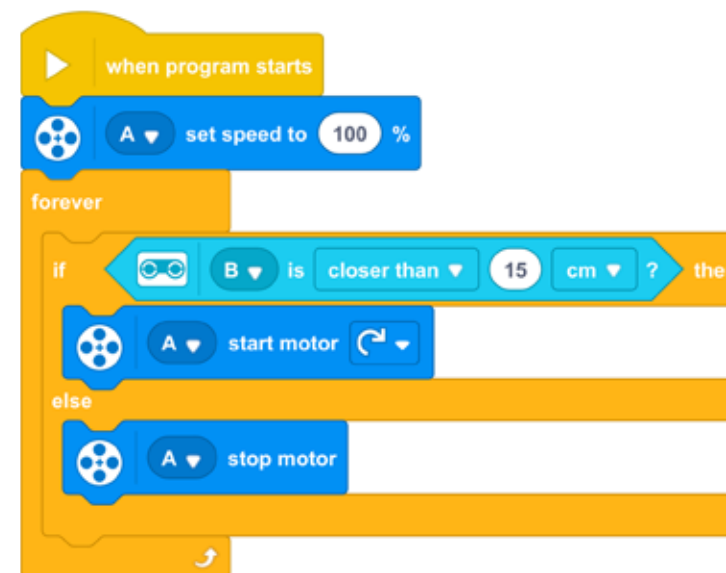 when program starts
A set speed to 100 %
forever
if B is closer than 15 cm ? the
A start motor
else
A stop motor